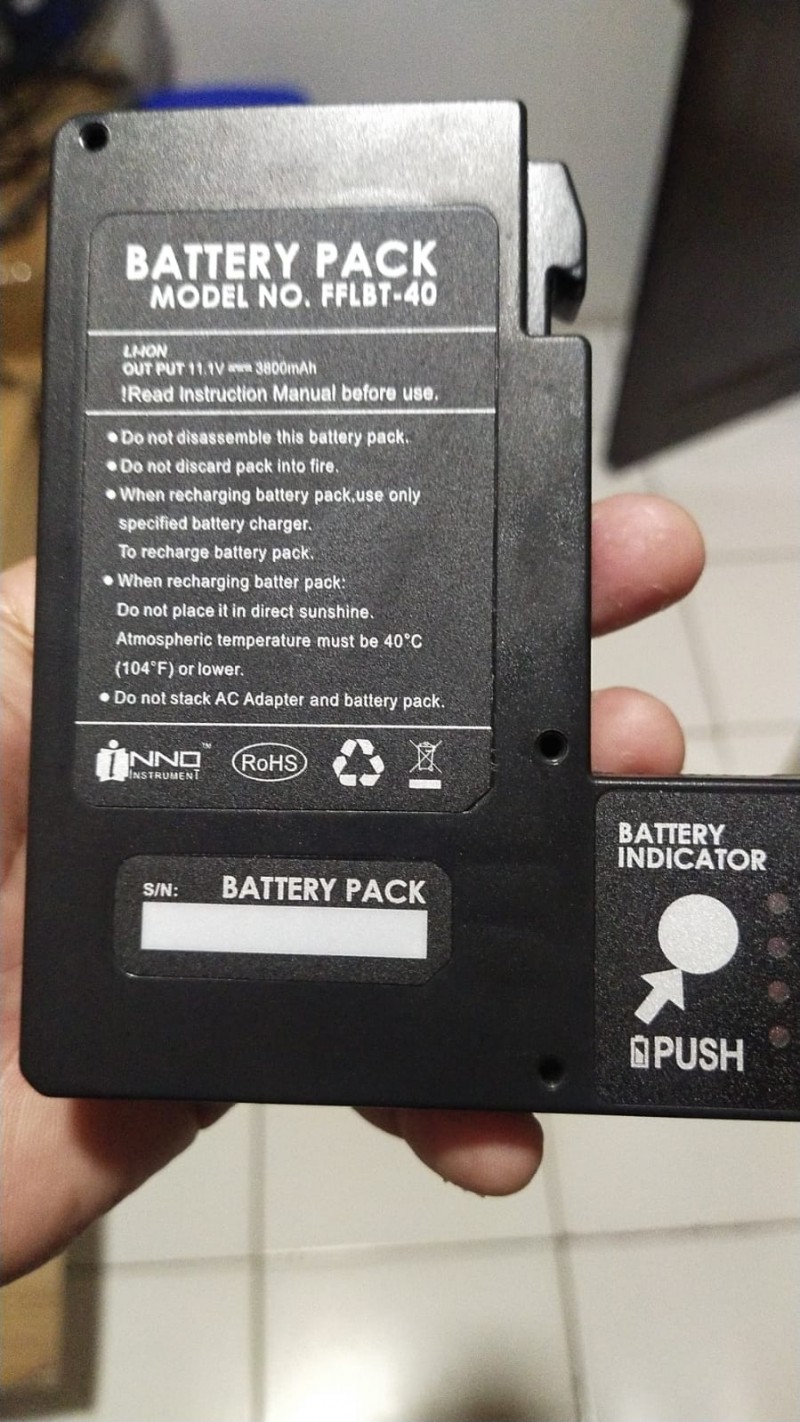 BATTERY PACK
MODEL NO. FFLBT-40
LI-ION
OUT PUT 11.1V 3800mAh
!Read Instruction Manual before use.
● Do not disassemble this battery pack.
● Do not discard pack into fire.
● When recharging battery pack,use only
specified battery charger.
To recharge battery pack.
● When recharging batter pack:
Do not place it in direct sunshine.
Atmospheric temperature must be 40°C
(104°F) or lower.
● Do not stack AC Adapter and battery pack.
iNNO™
INSTRUMENT
RoHS
S/N: BATTERY PACK
BATTERY
INDICATOR
PUSH